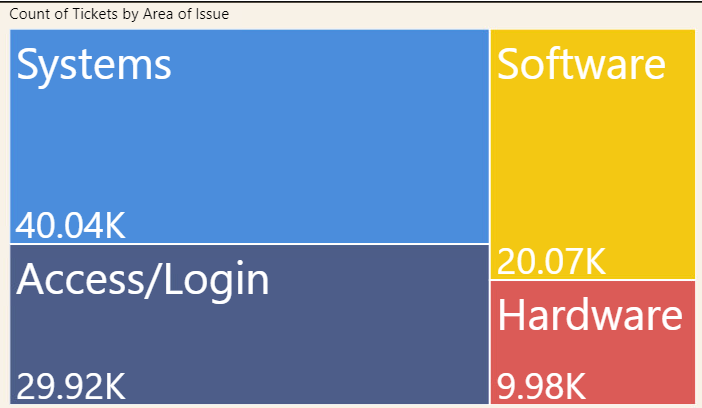 Count of Tickets by Area of Issue
Systems
40.04K
Access/Login
29.92K
Software
20.07K
Hardware
9.98K